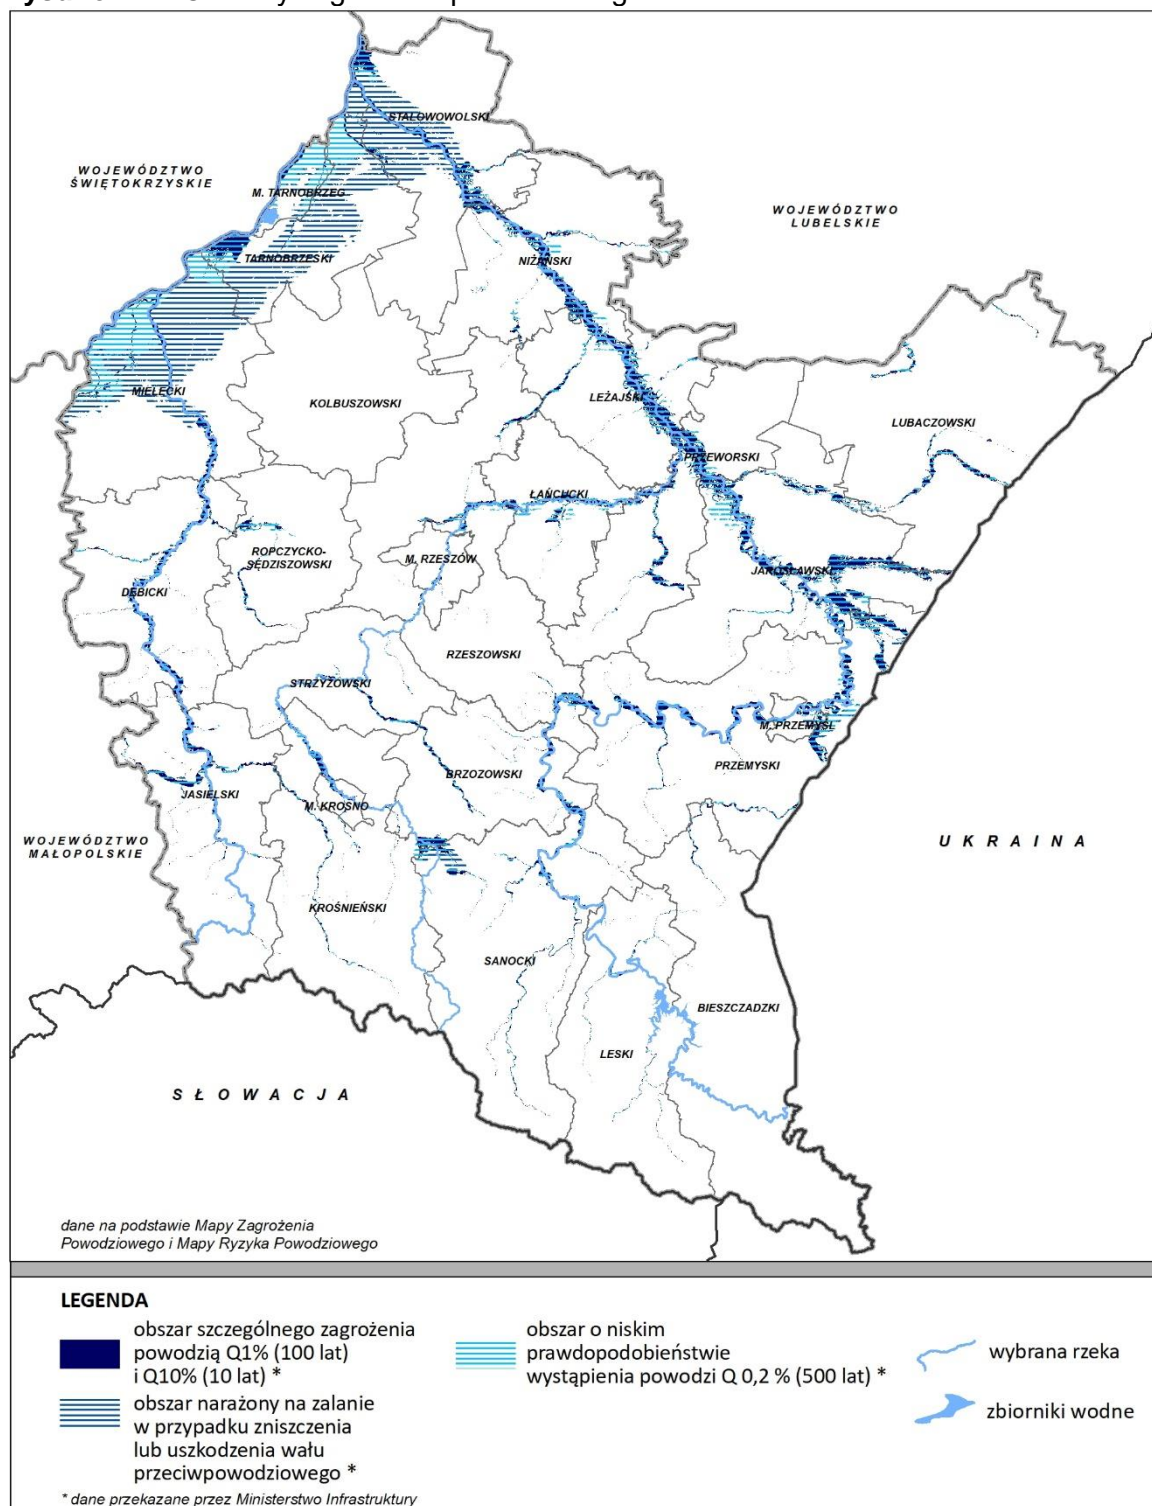 STALOWOWOLSKI
WOJEWÓDZTWO
ŚWIĘTOKRZYSKIE
M. TARNOBRZEG
WOJEWÓDZTWO
LUBELSKIE
TARNOBRZESKI
NIŻAŃSKI
MIELECKI
KOLBUSZOWSKI
LEŻAJSKI
LUBACZOWSKI
PRZEWORSKI
ŁAŃCUCKI
ROPCZYCKO-
SĘDZISZOWSKI
M. RZESZÓW
JAROSŁAWSKI
DĘBICKI
RZESZOWSKI
STRZYŻOWSKI
M. PRZEMYŚL
PRZEMYSKI
BRZOZOWSKI
JASIELSKI
M. KROSNO
WOJEWÓDZTWO
MAŁOPOLSKIE
UKRAINA
KROŚNIEŃSKI
SANOCKI
BIESZCZADZKI
LESKI
SŁOWACJA
dane na podstawie Mapy Zagrożenia
Powodziowego i Mapy Ryzyka Powodziowego
LEGENDA
obszar szczególnego zagrożenia
powodzią Q1% (100 lat)
i Q10% (10 lat) *
obszar narażony na zalanie
w przypadku zniszczenia
lub uszkodzenia wału
przeciwpowodziowego *
obszar o niskim
prawdopodobieństwie
wystąpienia powodzi Q 0,2 % (500 lat) *
wybrana rzeka
zbiorniki wodne
* dane przekazane przez Ministerstwo Infrastruktury